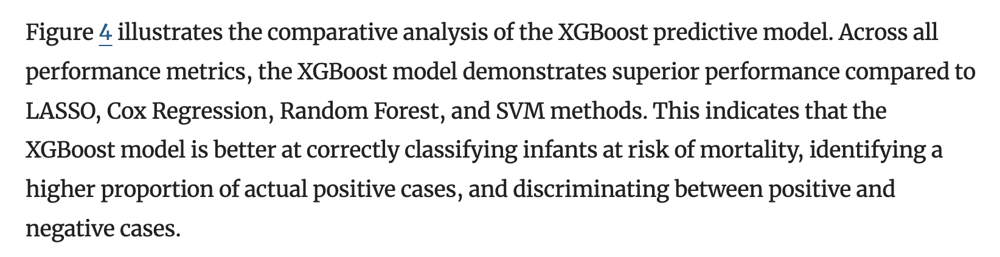 Figure 4 illustrates the comparative analysis of the XGBoost predictive model. Across all
performance metrics, the XGBoost model demonstrates superior performance compared to
LASSO, Cox Regression, Random Forest, and SVM methods. This indicates that the
XGBoost model is better at correctly classifying infants at risk of mortality, identifying a
higher proportion of actual positive cases, and discriminating between positive and
negative cases.